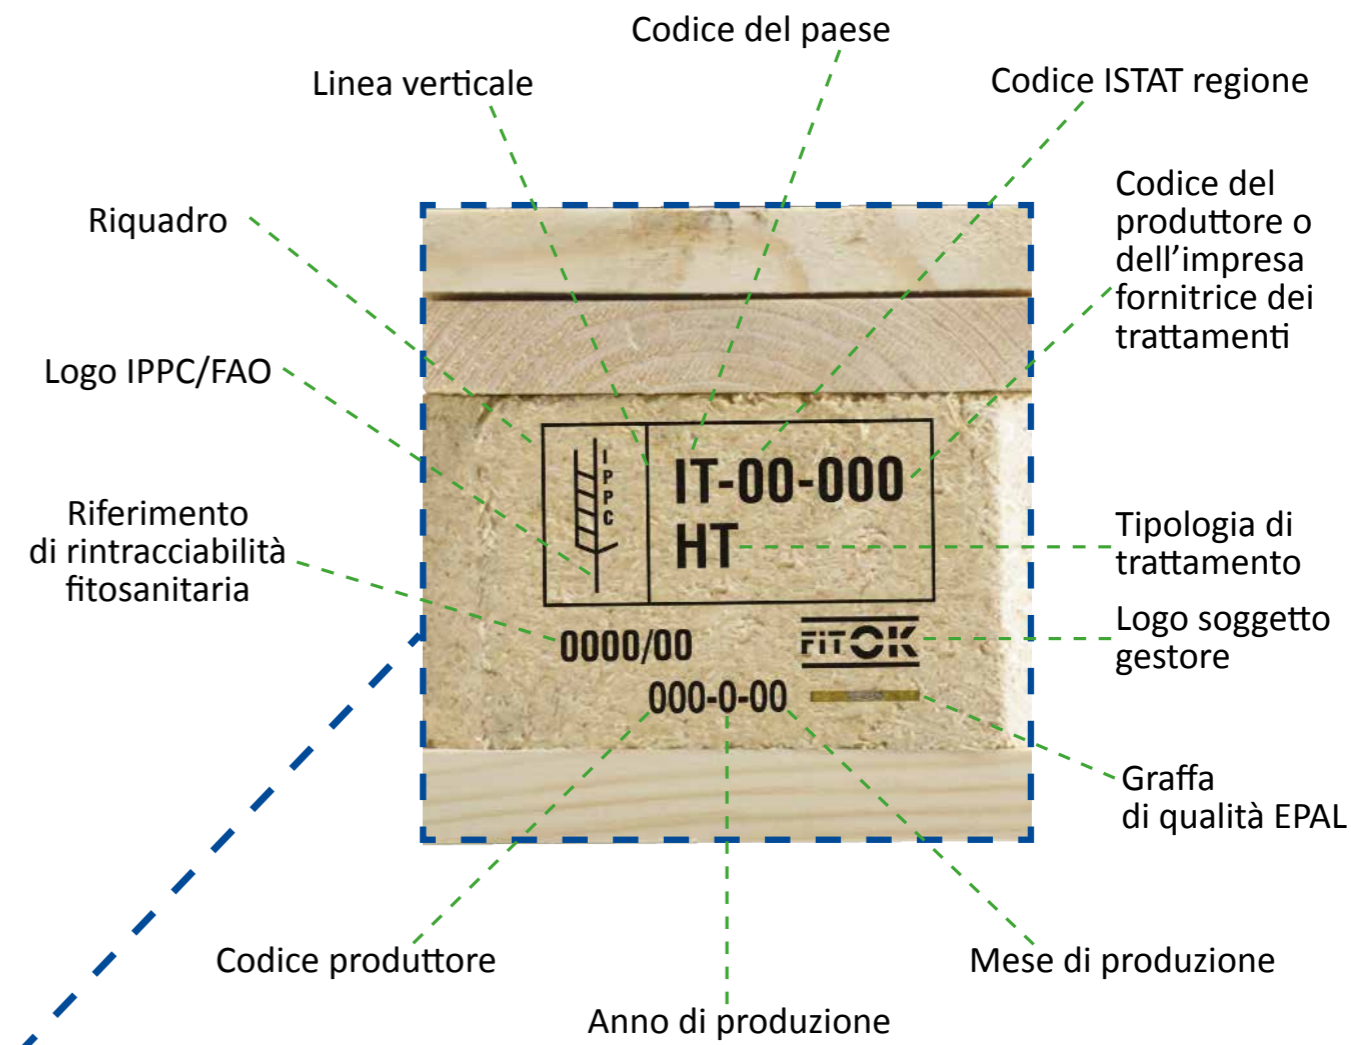 Codice del paese
Linea verticale
Codice ISTAT regione
Codice del
produttore o
dell’impresa
fornitrice dei
trattamenti
Riquadro
Logo IPPC/FAO
IPPC
IT-00-000
HT
Riferimento
di rintracciabilità
fitosanitaria
Tipologia di
trattamento
0000/00
FiTOK
Logo soggetto
gestore
000-0-00
Graffa
di qualità EPAL
Codice produttore
Mese di produzione
Anno di produzione